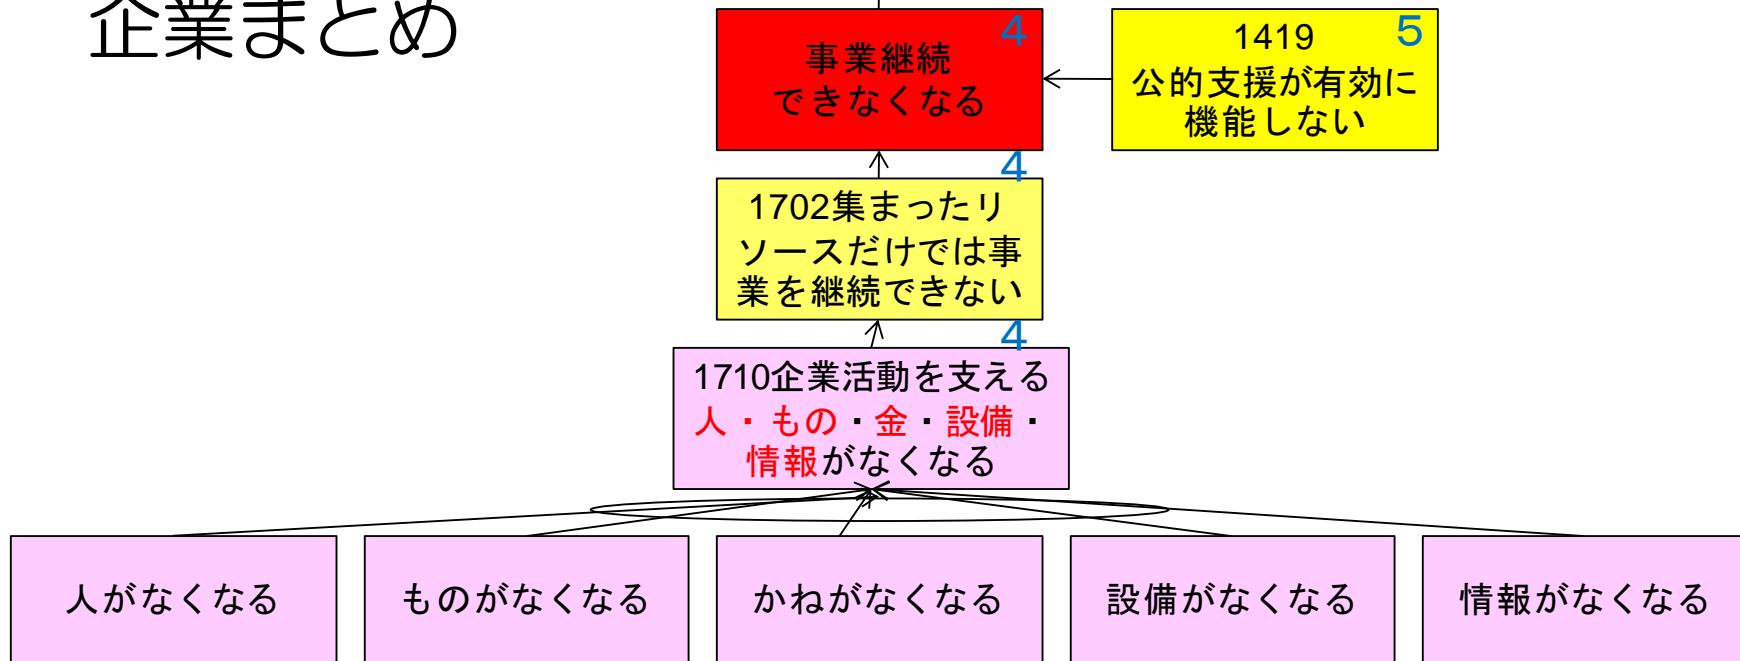 企業まとめ
4
事業継続
できなくなる
5
1419
公的支援が有効に
機能しない
4
1702集まったリ
ソースだけでは事
業を継続できない
4
1710企業活動を支える
人・もの・金・設備・
情報がなくなる
人がなくなる
ものがなくなる
かねがなくなる
設備がなくなる
情報がなくなる